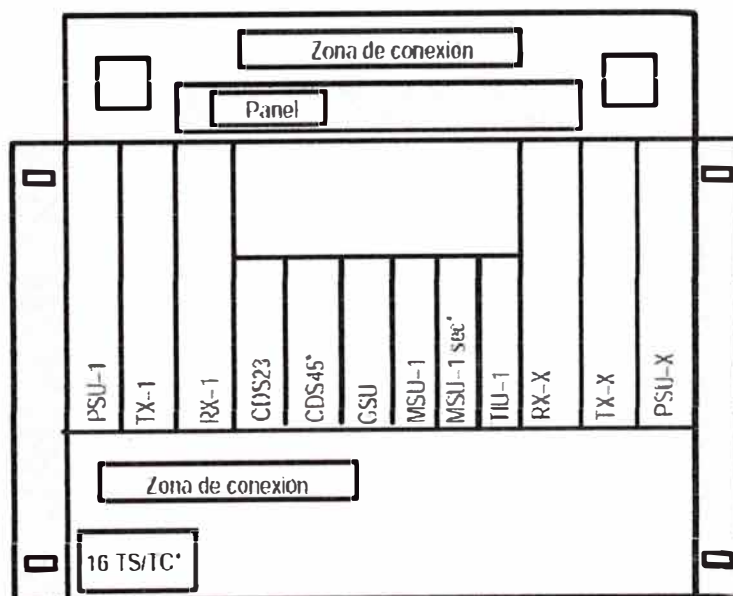 Zona de conexion
Panel
PSU-1
TX-1
RX-1
CDS23
CDS45*
GSU
MSU-1
MSU-1 sec*
TIU-1
RX-X
TX-X
PSU-X
Zona de conexion
16 TS/TC*